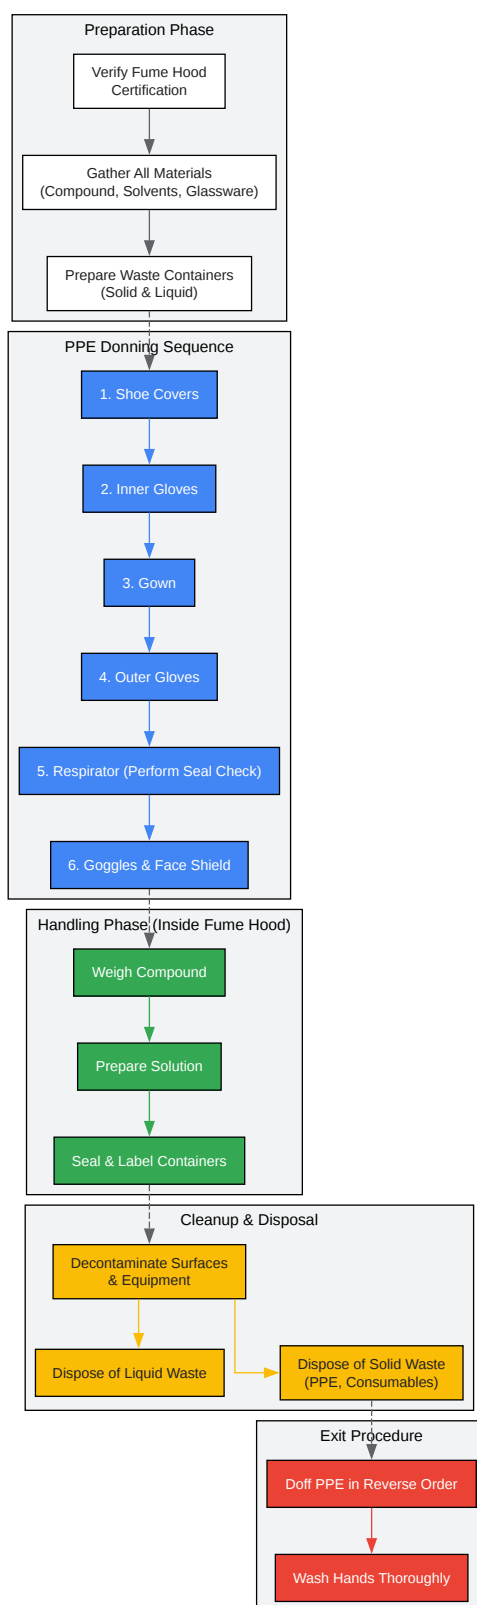 Preparation Phase
Verify Fume Hood
Certification
Gather All Materials
(Compound, Solvents, Glassware)
Prepare Waste Containers
(Solid & Liquid)
PPE Donning Sequence
1. Shoe Covers
2. Inner Gloves
3. Gown
4. Outer Gloves
5. Respirator (Perform Seal Check)
6. Goggles & Face Shield
Handling Phase (Inside Fume Hood)
Weigh Compound
Prepare Solution
Seal & Label Containers
Cleanup & Disposal
Decontaminate Surfaces
& Equipment
Dispose of Liquid Waste
Dispose of Solid Waste
(PPE, Consumables)
Exit Procedure
Doff PPE in Reverse Order
Wash Hands Thoroughly